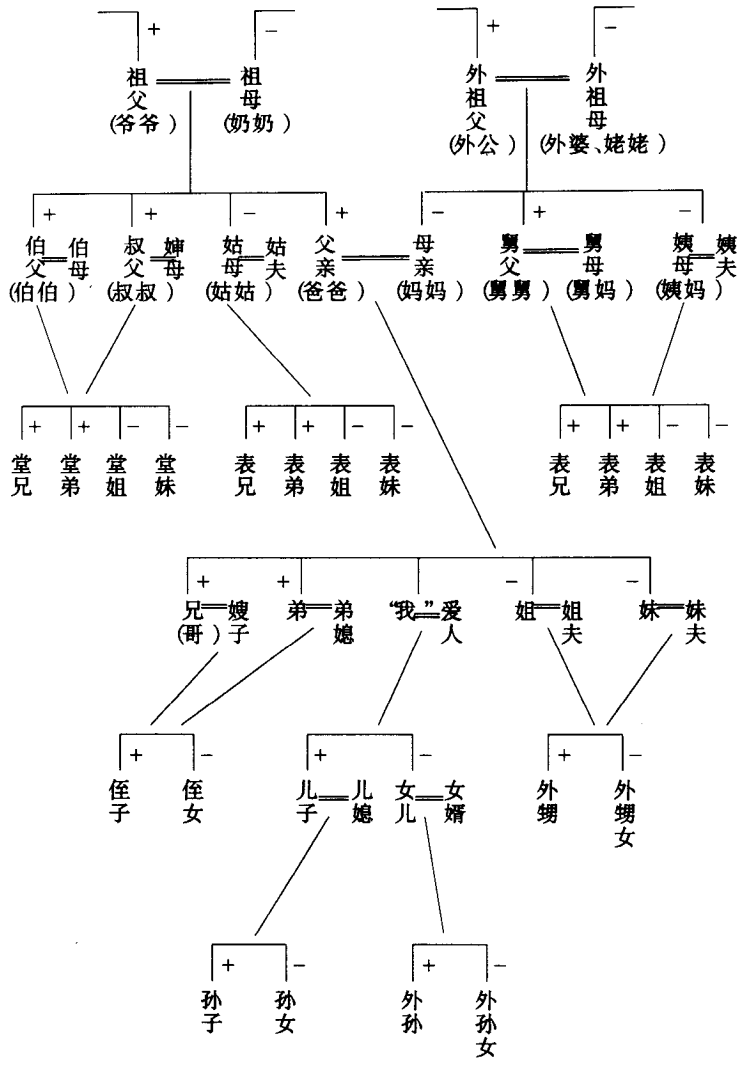 + − + −
祖父 祖母 外祖父 外祖母
(爷爷) (奶奶) (外公) (外婆、姥姥)
+ + − + − + −
伯父 伯母 叔父 婶母 姑母 姑夫 父亲 母亲 舅父 舅母 姨母 姨夫
(伯伯) (叔叔) (姑姑) (爸爸) (妈妈) (舅舅) (舅妈) (姨妈)
+ + − − + + − − + + − −
堂兄 堂弟 堂姐 堂妹 表兄 表弟 表姐 表妹 表兄 表弟 表姐 表妹
+ + − −
兄 嫂子 弟 弟媳 “我” 爱人 姐 姐夫 妹 妹夫
(哥)
+ − + − + −
侄子 侄女 儿子 儿媳 女儿 女婿 外甥 外甥女
+ − + −
孙子 孙女 外孙 外孙女